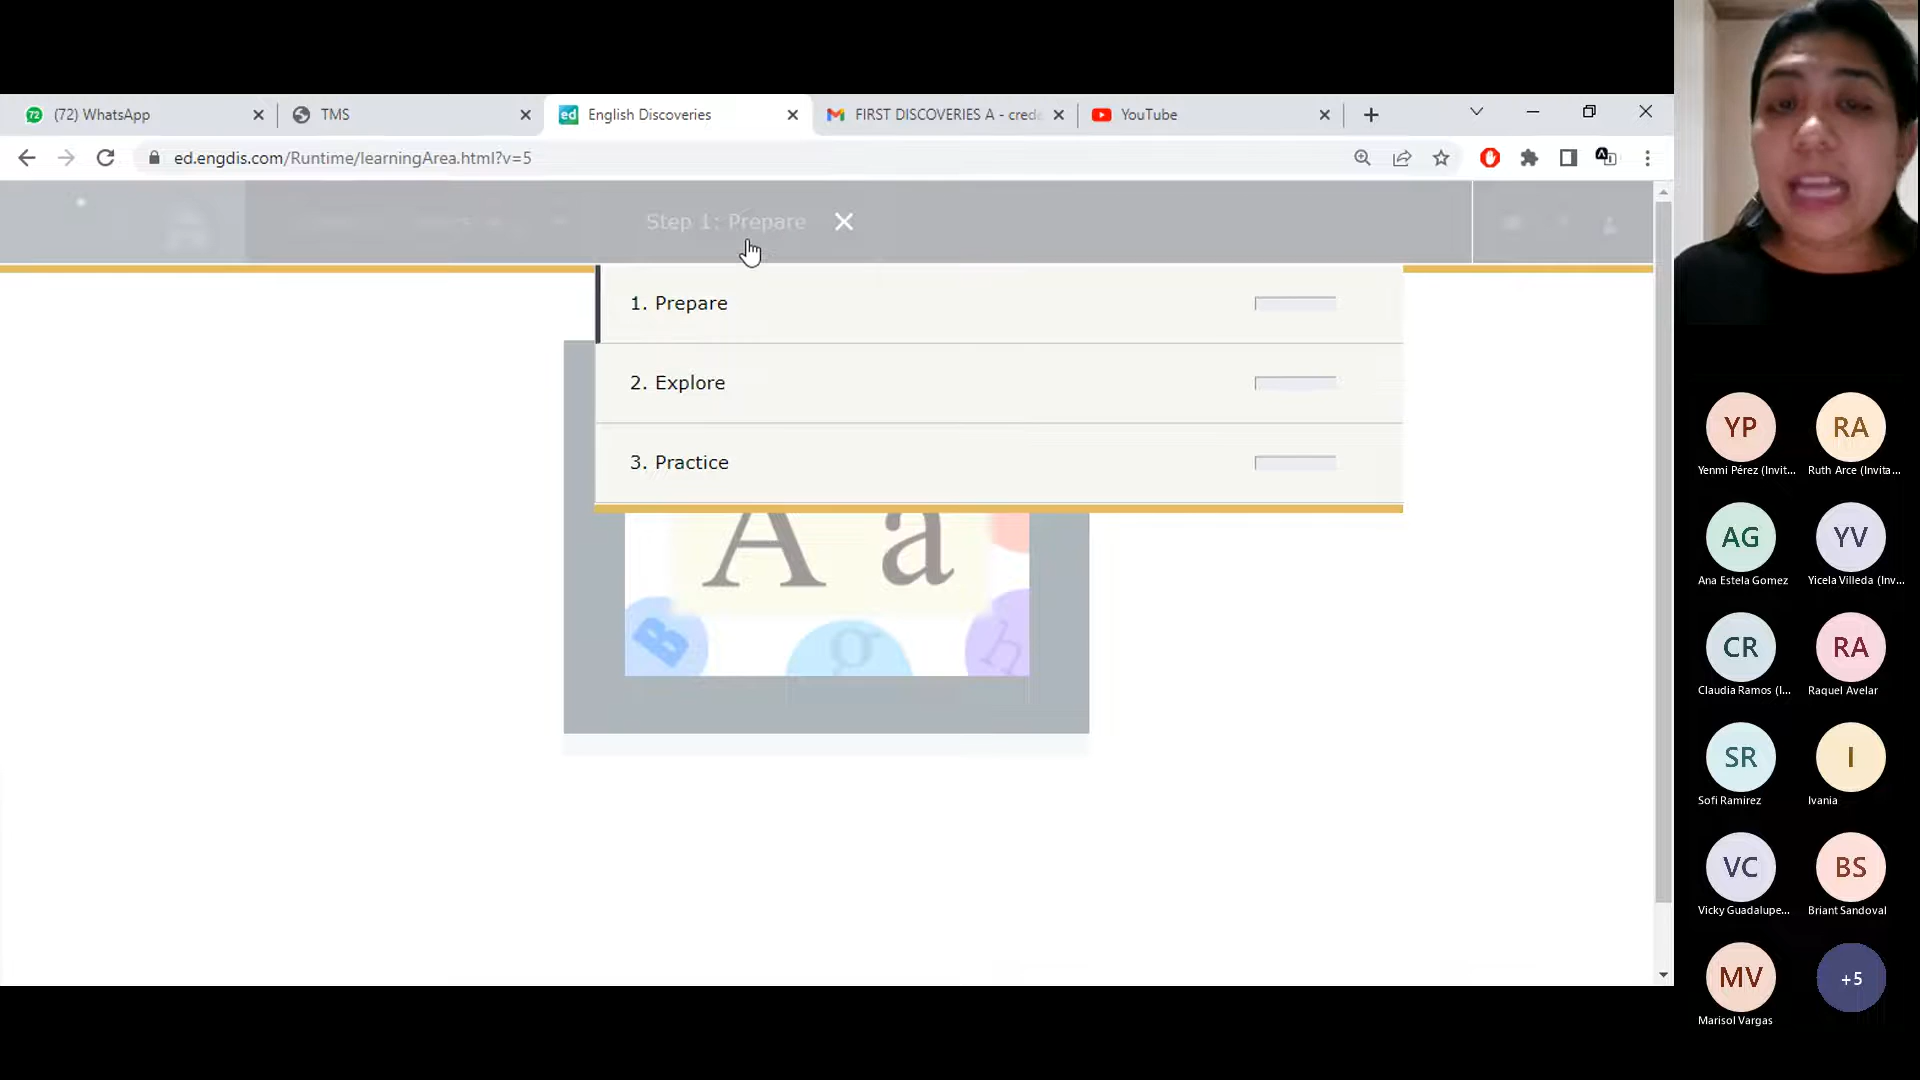 72 (72) WhatsApp
TMS
ed English Discoveries
FIRST DISCOVERIES A - creda
YouTube
ed.engdis.com/Runtime/learningArea.html?v=5
Step 1: Prepare
1. Prepare
2. Explore
3. Practice
A a
B
g
h
YP RA
Yenmi Pérez (Invit... Ruth Arce (Invita...
AG YV
Ana Estela Gomez Yicela Villeda (Inv...
CR RA
Claudia Ramos (I... Raquel Avelar
SR I
Sofi Ramirez Ivania
VC BS
Vicky Guadalupe... Briant Sandoval
MV +5
Marisol Vargas